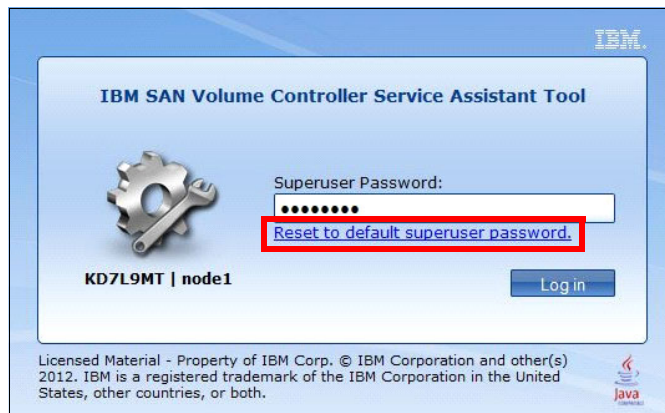 IBM.
IBM SAN Volume Controller Service Assistant Tool
Superuser Password:
●●●●●●●●
Reset to default superuser password.
KD7L9MT | node1
Log in
Licensed Material - Property of IBM Corp. © IBM Corporation and other(s)
2012. IBM is a registered trademark of the IBM Corporation in the United
States, other countries, or both.
Java